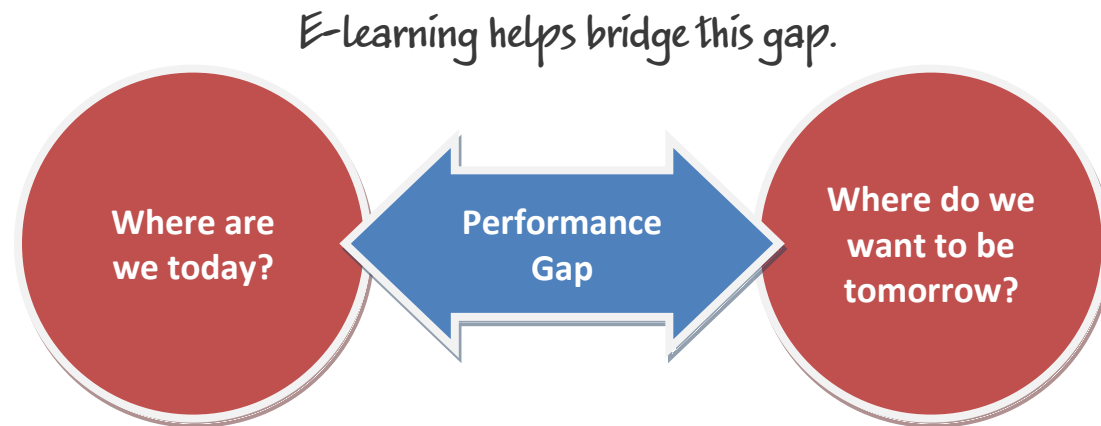 E-learning helps bridge this gap.
Where are
we today?
Performance
Gap
Where do we
want to be
tomorrow?